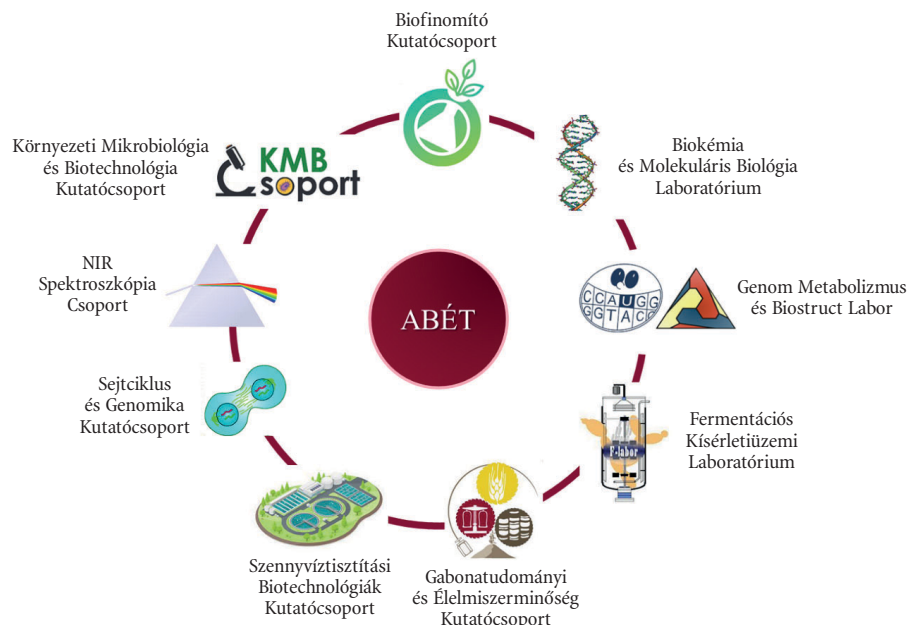 Biofinomító
Kutatócsoport
Biokémia
és Molekuláris Biológia
Laboratórium
Genom Metabolizmus
és Biostruct Labor
CCAUGG
GGTACC
Fermentációs
Kísérletiüzemi
Laboratórium
F-labor
Gabonatudományi
és Élelmiszerminőség
Kutatócsoport
Szennyvíztisztítási
Biotechnológiák
Kutatócsoport
Sejtciklus
és Genomika
Kutatócsoport
NIR
Spektroszkópia
Csoport
Környezeti Mikrobiológia
és Biotechnológia
Kutatócsoport
KMB
csoport
ABÉT